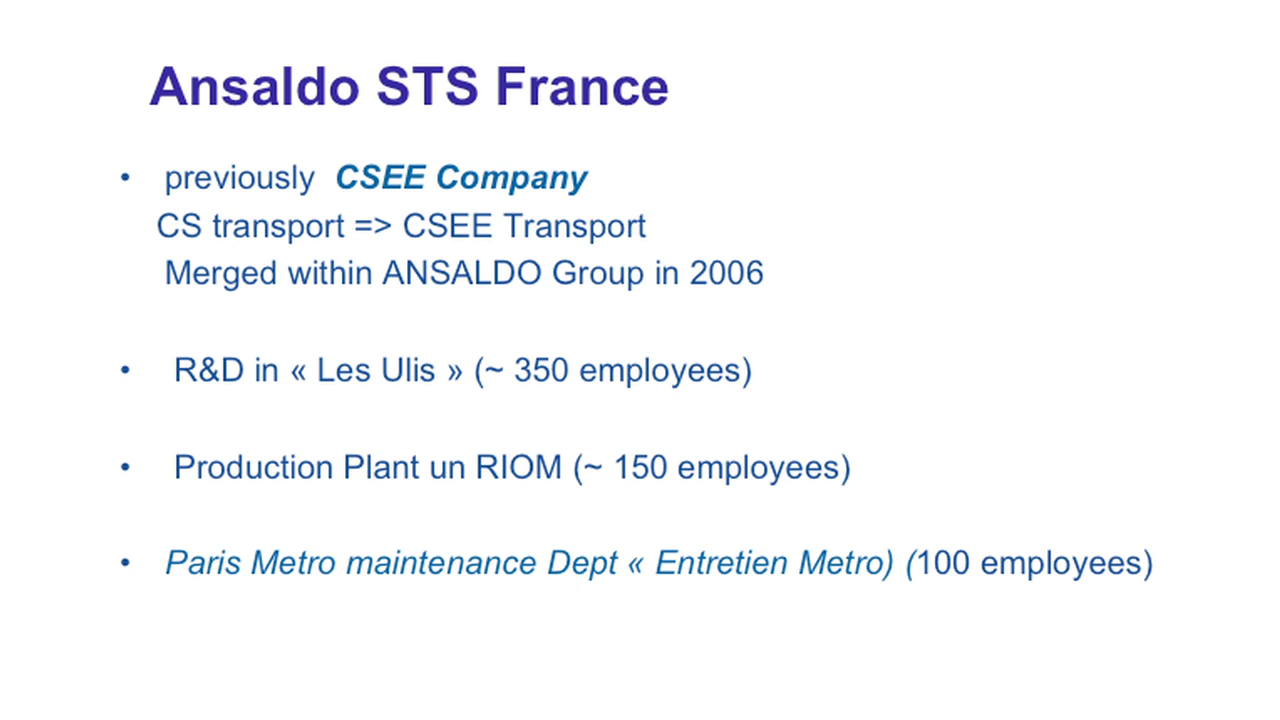 Ansaldo STS France
• previously CSEE Company
CS transport => CSEE Transport
Merged within ANSALDO Group in 2006
• R&D in « Les Ulis » (~ 350 employees)
• Production Plant un RIOM (~ 150 employees)
• Paris Metro maintenance Dept « Entretien Metro) (100 employees)